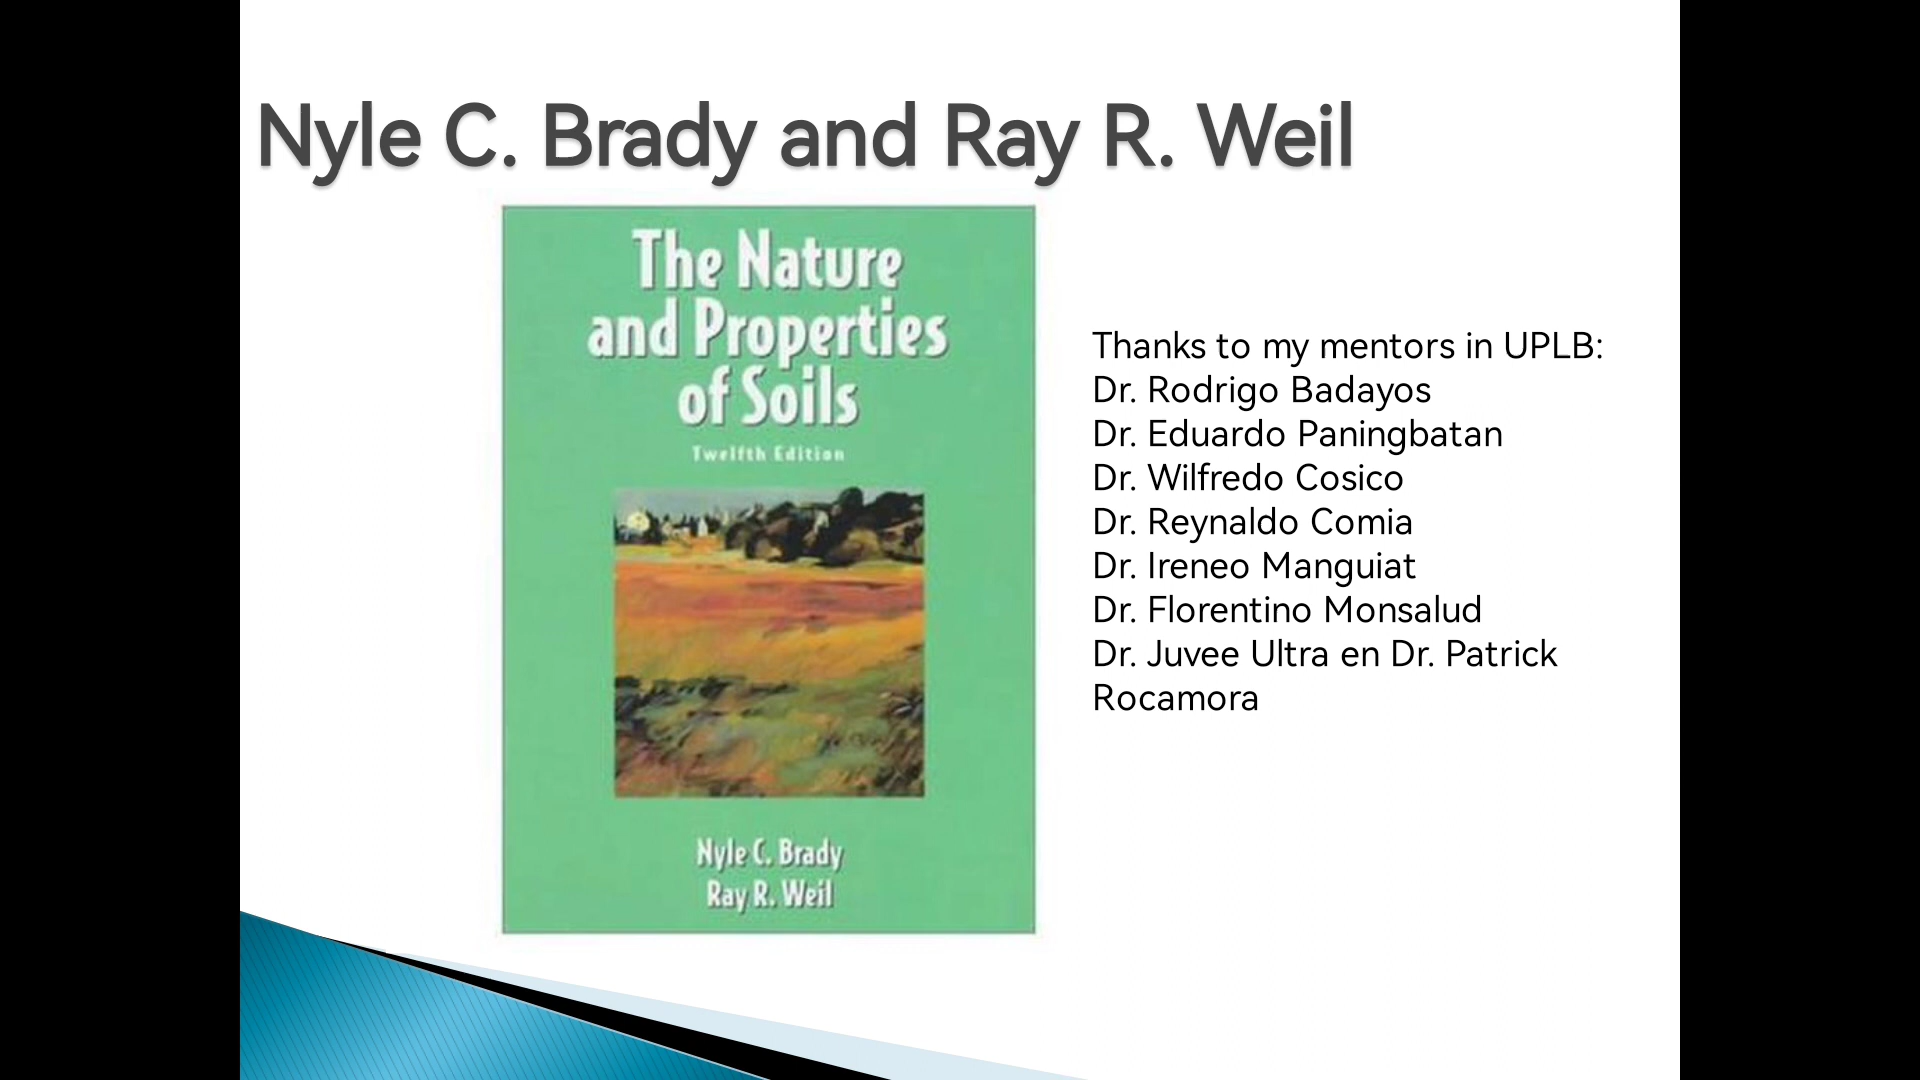 Nyle C. Brady and Ray R. Weil
The Nature
and Properties
of Soils
Twelfth Edition
Nyle C. Brady
Ray R. Weil
Thanks to my mentors in UPLB:
Dr. Rodrigo Badayos
Dr. Eduardo Paningbatan
Dr. Wilfredo Cosico
Dr. Reynaldo Comia
Dr. Ireneo Manguiat
Dr. Florentino Monsalud
Dr. Juvee Ultra en Dr. Patrick
Rocamora